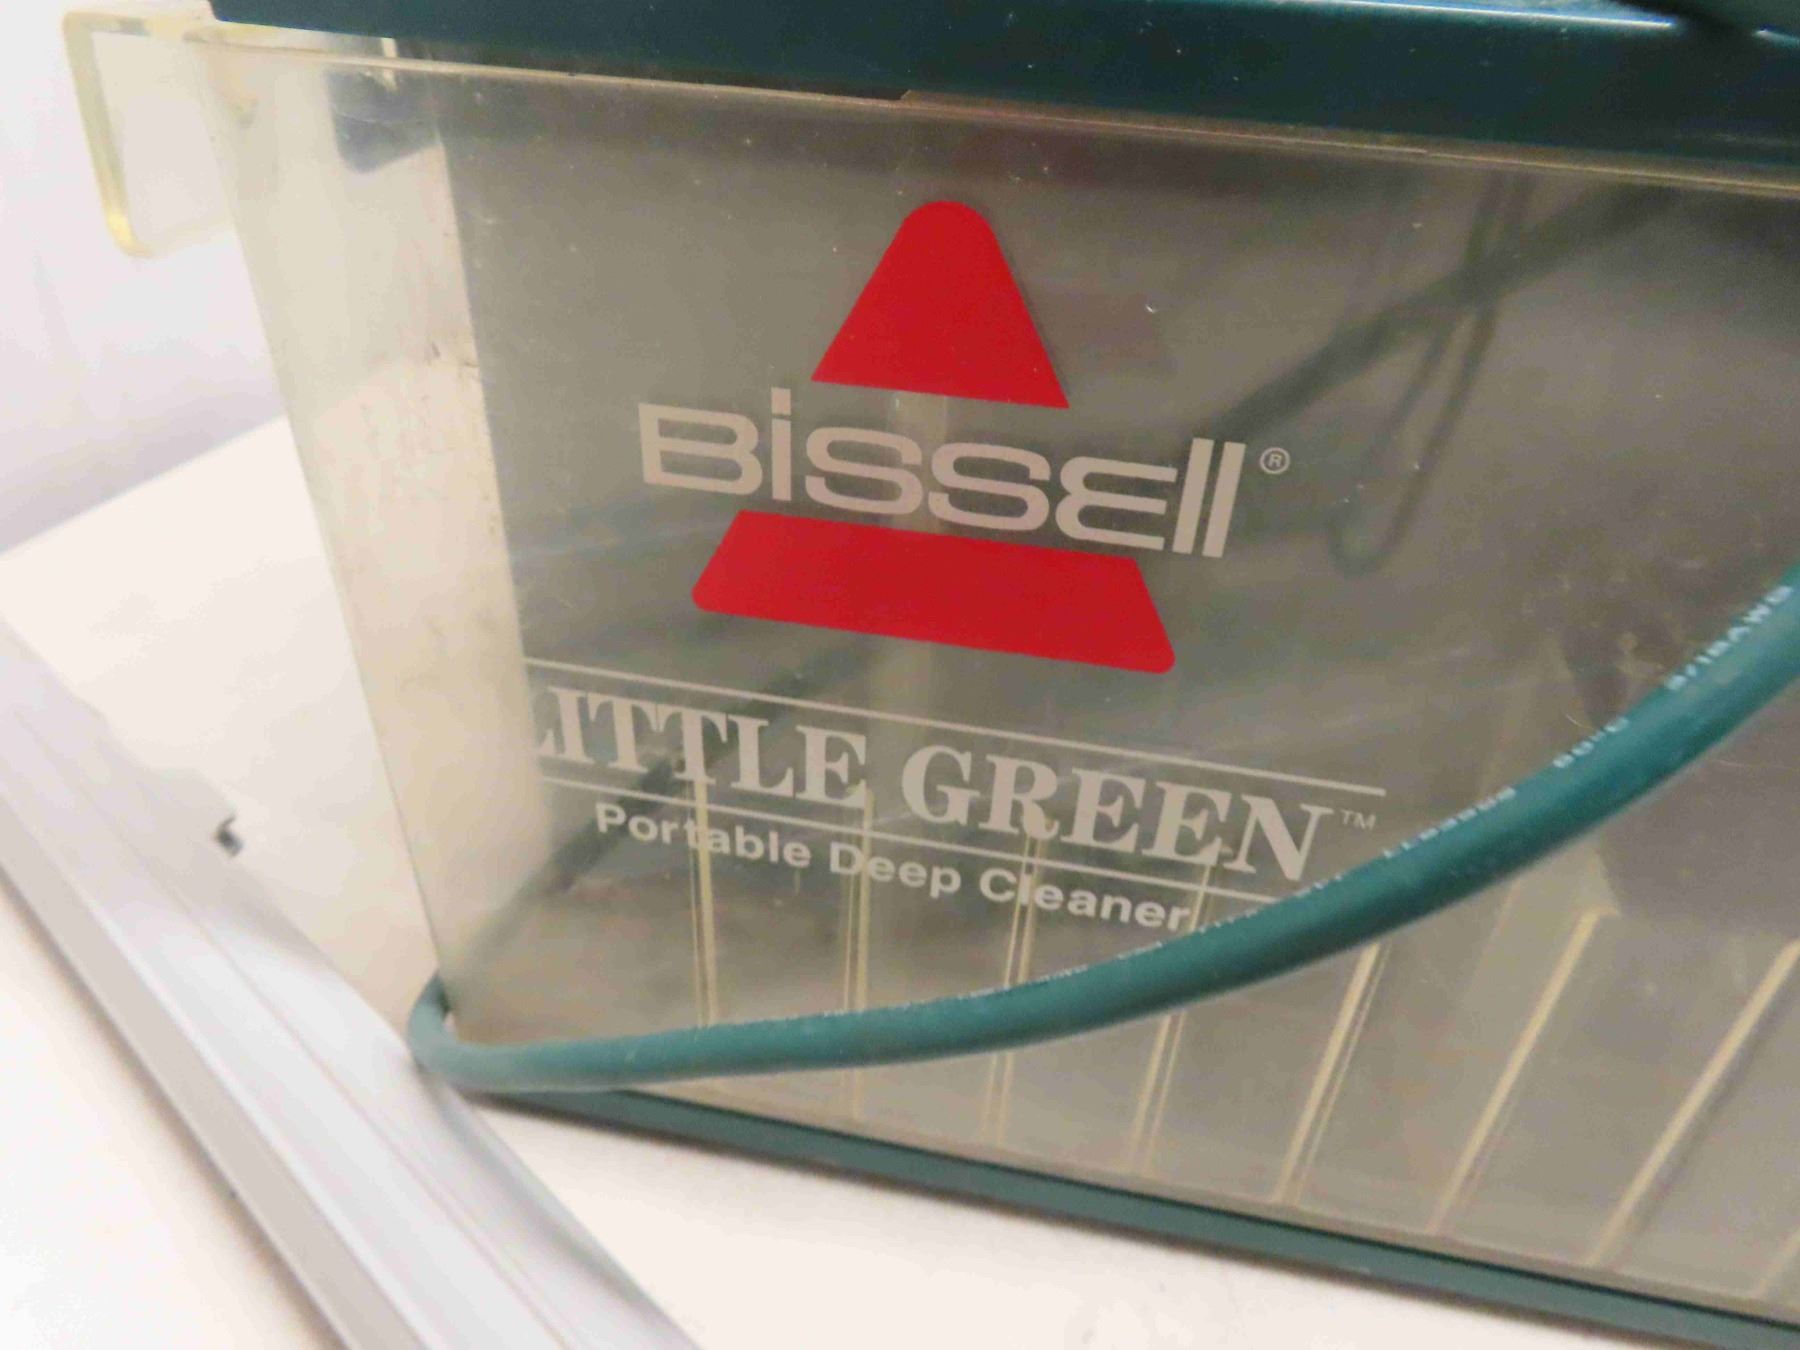 Bissell®
LITTLE GREEN™
Portable Deep Cleaner